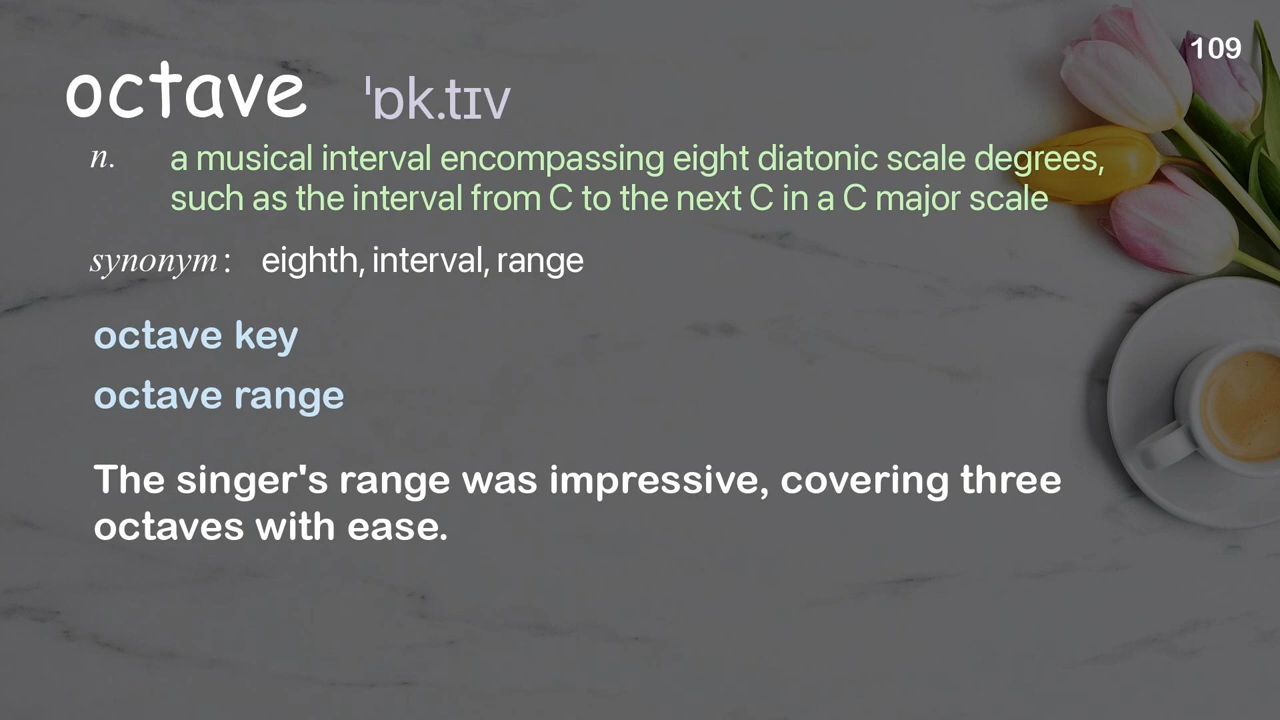 109
octave ˈɒk.tɪv
n. a musical interval encompassing eight diatonic scale degrees,
such as the interval from C to the next C in a C major scale
synonym: eighth, interval, range
octave key
octave range
The singer's range was impressive, covering three
octaves with ease.